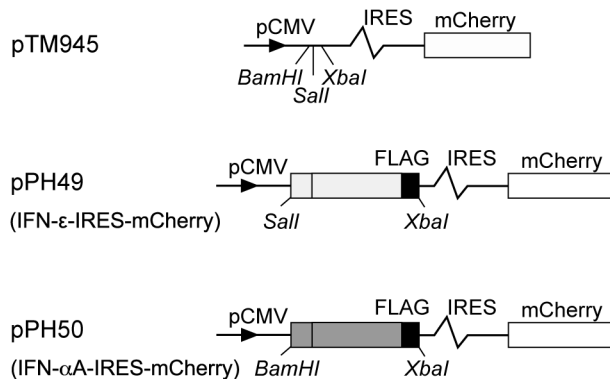 pTM945
pCMV IRES mCherry
BamHI XbaI
SalI
pPH49
(IFN-ε-IRES-mCherry)
pCMV FLAG IRES mCherry
SalI XbaI
pPH50
(IFN-αA-IRES-mCherry)
pCMV FLAG IRES mCherry
BamHI XbaI